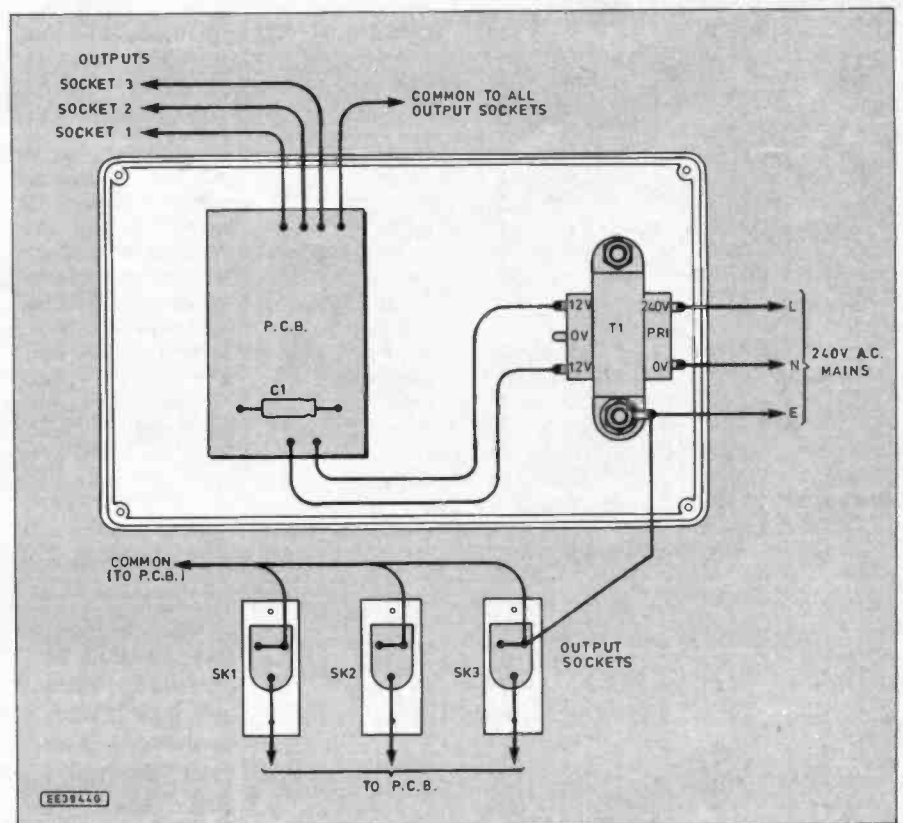 OUTPUTS
SOCKET 3
SOCKET 2
SOCKET 1
COMMON TO ALL
OUTPUT SOCKETS
P.C.B.
C1
12V
0V
12V
T1
240V
PRI
0V
L
N
E
240V A.C.
MAINS
COMMON
(TO P.C.B.)
SK1
SK2
SK3
OUTPUT
SOCKETS
TO P.C.B.
EE3944G